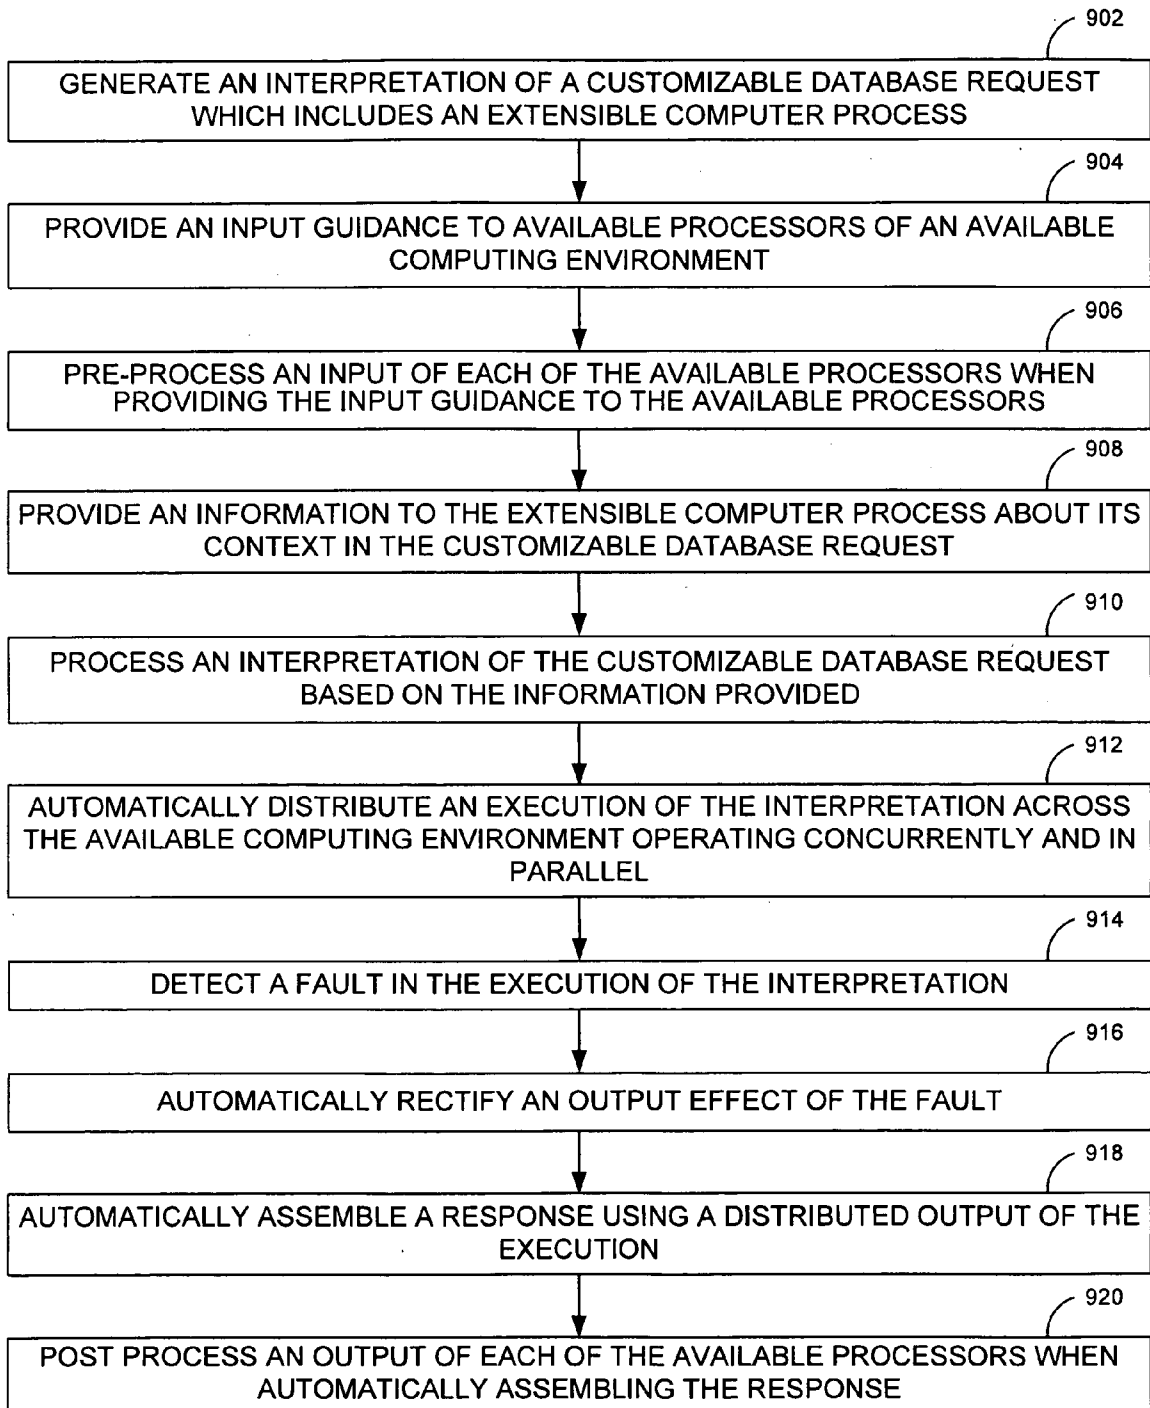 902
GENERATE AN INTERPRETATION OF A CUSTOMIZABLE DATABASE REQUEST
WHICH INCLUDES AN EXTENSIBLE COMPUTER PROCESS
904
PROVIDE AN INPUT GUIDANCE TO AVAILABLE PROCESSORS OF AN AVAILABLE
COMPUTING ENVIRONMENT
906
PRE-PROCESS AN INPUT OF EACH OF THE AVAILABLE PROCESSORS WHEN
PROVIDING THE INPUT GUIDANCE TO THE AVAILABLE PROCESSORS
908
PROVIDE AN INFORMATION TO THE EXTENSIBLE COMPUTER PROCESS ABOUT ITS
CONTEXT IN THE CUSTOMIZABLE DATABASE REQUEST
910
PROCESS AN INTERPRETATION OF THE CUSTOMIZABLE DATABASE REQUEST
BASED ON THE INFORMATION PROVIDED
912
AUTOMATICALLY DISTRIBUTE AN EXECUTION OF THE INTERPRETATION ACROSS
THE AVAILABLE COMPUTING ENVIRONMENT OPERATING CONCURRENTLY AND IN
PARALLEL
914
DETECT A FAULT IN THE EXECUTION OF THE INTERPRETATION
916
AUTOMATICALLY RECTIFY AN OUTPUT EFFECT OF THE FAULT
918
AUTOMATICALLY ASSEMBLE A RESPONSE USING A DISTRIBUTED OUTPUT OF THE
EXECUTION
920
POST PROCESS AN OUTPUT OF EACH OF THE AVAILABLE PROCESSORS WHEN
AUTOMATICALLY ASSEMBLING THE RESPONSE